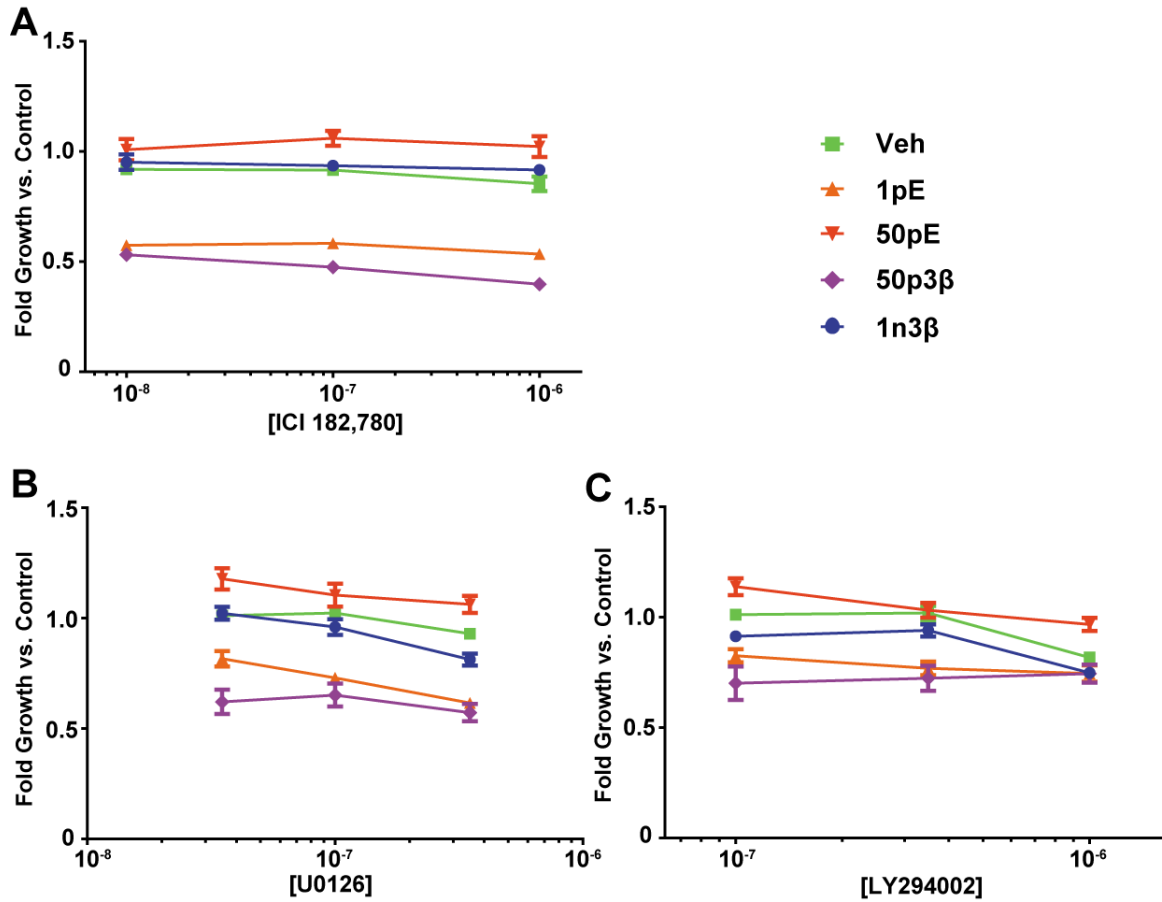 A
Fold Growth vs. Control
1.5
1.0
0.5
0
10⁻⁸
10⁻⁷
10⁻⁶
[ICI 182,780]
Veh
1pE
50pE
50p3β
1n3β
B
Fold Growth vs. Control
1.5
1.0
0.5
0
10⁻⁸
10⁻⁷
10⁻⁶
[U0126]
C
Fold Growth vs. Control
1.5
1.0
0.5
0
10⁻⁷
10⁻⁶
[LY294002]